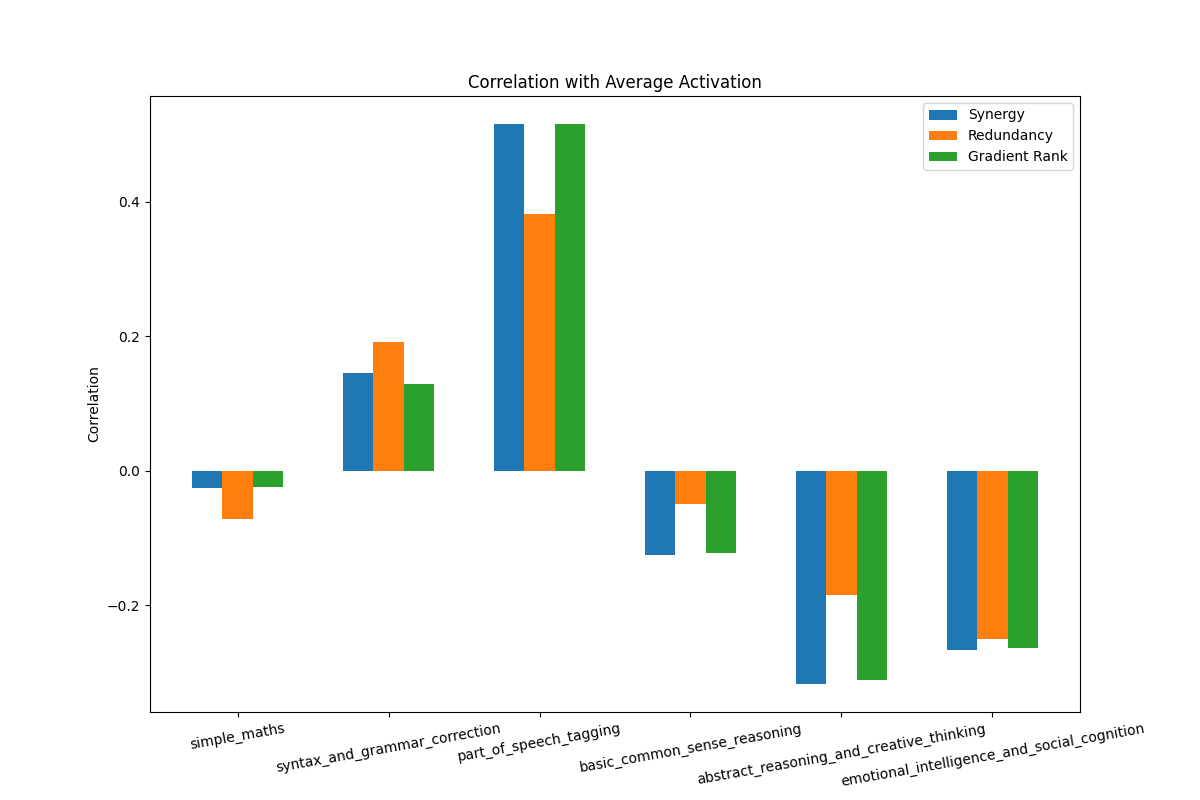 Correlation with Average Activation
Synergy
Redundancy
Gradient Rank
Correlation
0.4
0.2
0.0
−0.2
simple_maths
syntax_and_grammar_correction
part_of_speech_tagging
basic_common_sense_reasoning
abstract_reasoning_and_creative_thinking
emotional_intelligence_and_social_cognition